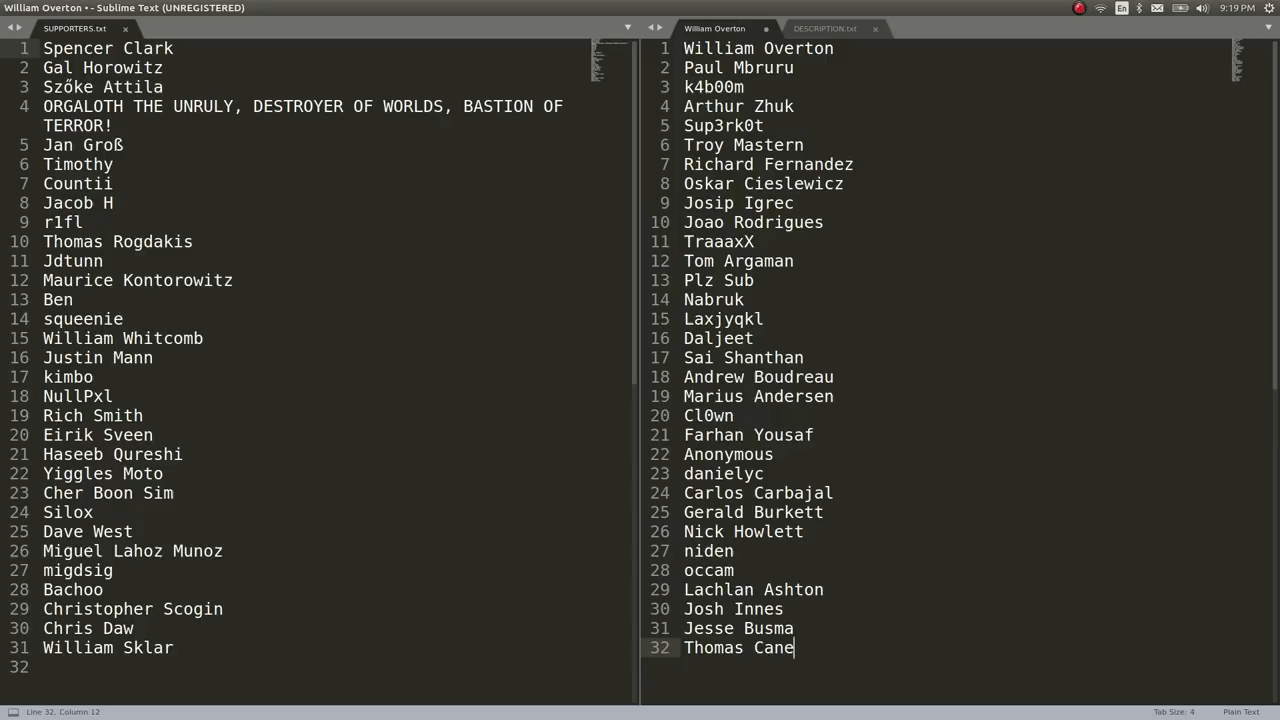 William Overton • - Sublime Text (UNREGISTERED)
En
9:19 PM
SUPPORTERS.txt
1 Spencer Clark
2 Gal Horowitz
3 Szőke Attila
4 ORGALOTH THE UNRULY, DESTROYER OF WORLDS, BASTION OF
TERROR!
5 Jan Groß
6 Timothy
7 Countii
8 Jacob H
9 r1fl
10 Thomas Rogdakis
11 Jdtunn
12 Maurice Kontorowitz
13 Ben
14 squeenie
15 William Whitcomb
16 Justin Mann
17 kimbo
18 NullPxl
19 Rich Smith
20 Eirik Sveen
21 Haseeb Qureshi
22 Yiggles Moto
23 Cher Boon Sim
24 Silox
25 Dave West
26 Miguel Lahoz Munoz
27 migdsig
28 Bachoo
29 Christopher Scogin
30 Chris Daw
31 William Sklar
32
William Overton
DESCRIPTION.txt
1 William Overton
2 Paul Mbruru
3 k4b00m
4 Arthur Zhuk
5 Sup3rk0t
6 Troy Mastern
7 Richard Fernandez
8 Oskar Cieslewicz
9 Josip Igrec
10 Joao Rodrigues
11 TraaaxX
12 Tom Argaman
13 Plz Sub
14 Nabruk
15 Laxjyqkl
16 Daljeet
17 Sai Shanthan
18 Andrew Boudreau
19 Marius Andersen
20 Cl0wn
21 Farhan Yousaf
22 Anonymous
23 danielyc
24 Carlos Carbajal
25 Gerald Burkett
26 Nick Howlett
27 niden
28 occam
29 Lachlan Ashton
30 Josh Innes
31 Jesse Busma
32 Thomas Cane
Line 32, Column 12
Tab Size: 4
Plain Text